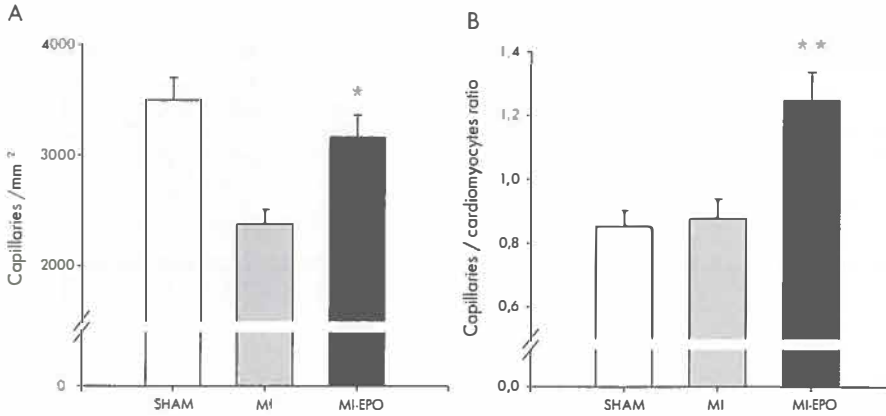 A
4000
3000
2000
0
Capillaries /mm ²
*
SHAM
MI
MI-EPO
B
1,4
1,2
1,0
0,8
0,6
0,0
Capillaries / cardiomyocytes ratio
* *
SHAM
MI
MI-EPO